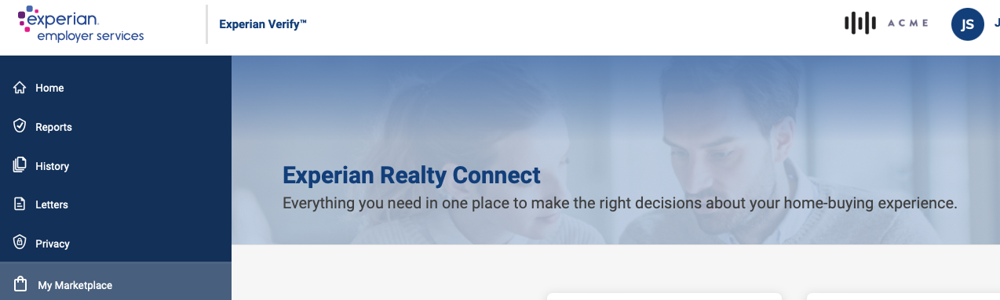 experian
employer services
Experian Verify™
ACME
JS
J
Home
Reports
History
Letters
Privacy
My Marketplace
Experian Realty Connect
Everything you need in one place to make the right decisions about your home-buying experience.